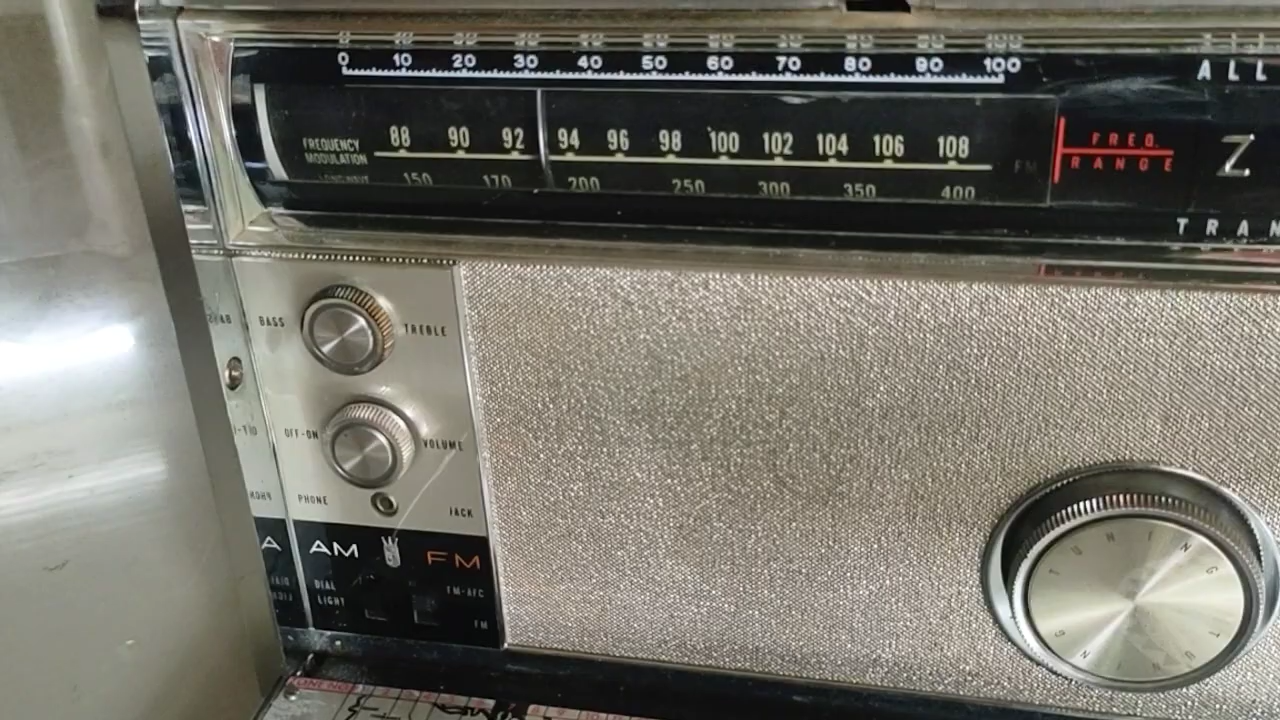 0 10 20 30 40 50 60 70 80 90 100
ALL
88 90 92 94 96 98 100 102 104 106 108
FREQUENCY
MODULATION
FM
FREQ.
RANGE
Z
LONGWAVE 150 170 200 250 300 350 400
TRAN
BASS TREBLE
OFF-ON VOLUME
PHONE JACK
AM FM
DIAL
LIGHT
FM-AFC
FM
TUNING
TUNING